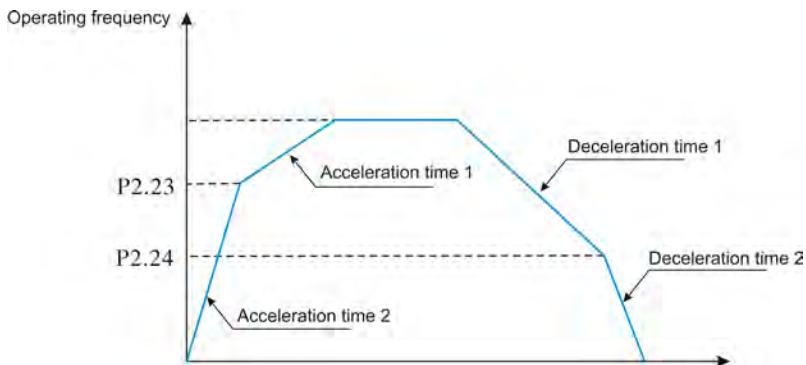 Operating frequency
Deceleration time 1
Acceleration time 1
P2.23
P2.24
Deceleration time 2
Acceleration time 2